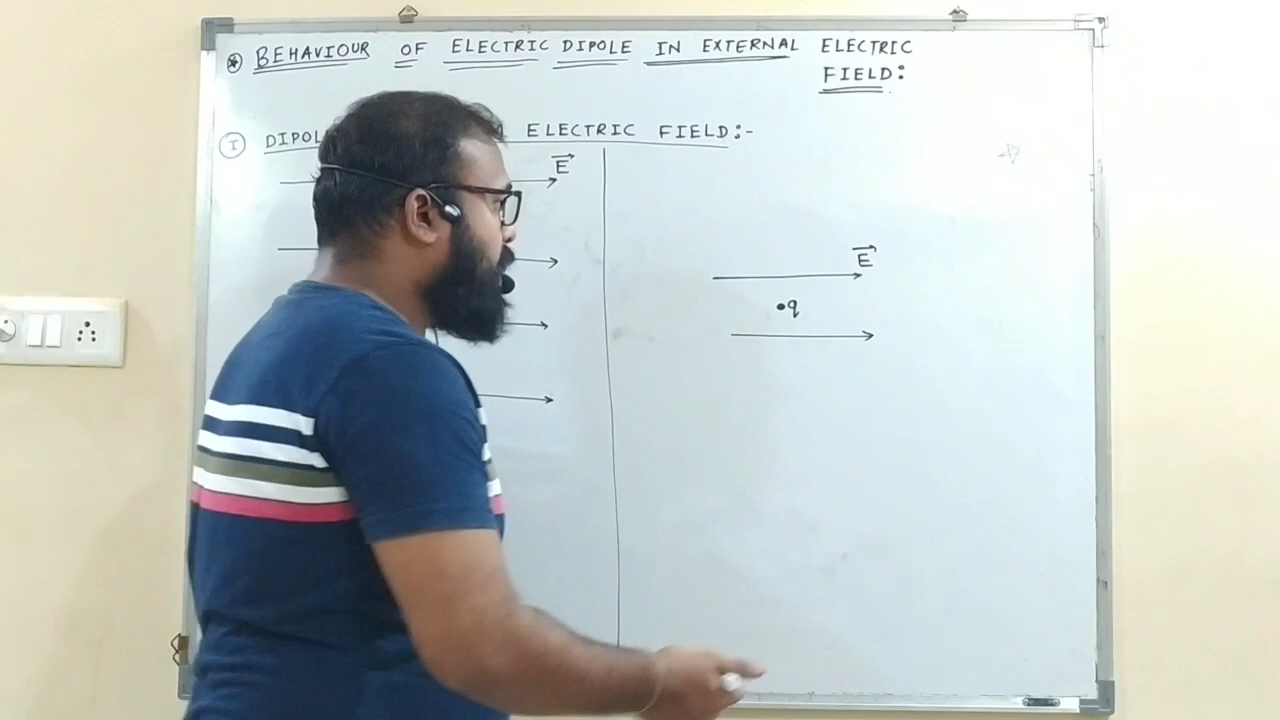 * BEHAVIOUR OF ELECTRIC DIPOLE IN EXTERNAL ELECTRIC
FIELD:
I DIPOL ELECTRIC FIELD:-
E
E
q